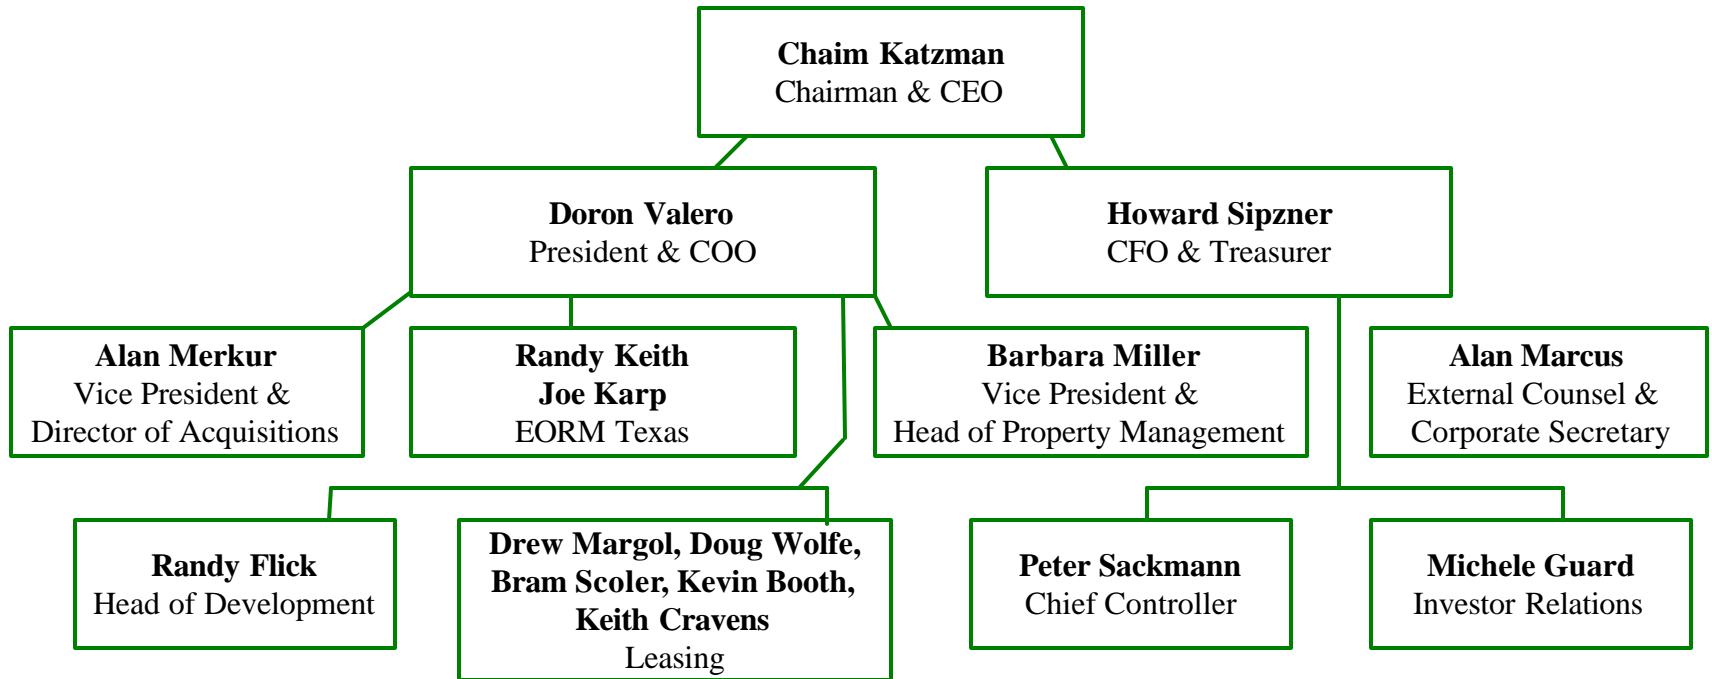 Chaim Katzman
Chairman & CEO
Doron Valero
President & COO
Howard Sipzner
CFO & Treasurer
Alan Merkur
Vice President &
Director of Acquisitions
Randy Keith
Joe Karp
EORM Texas
Barbara Miller
Vice President &
Head of Property Management
Alan Marcus
External Counsel &
Corporate Secretary
Randy Flick
Head of Development
Drew Margol, Doug Wolfe,
Bram Scoler, Kevin Booth,
Keith Cravens
Leasing
Peter Sackmann
Chief Controller
Michele Guard
Investor Relations